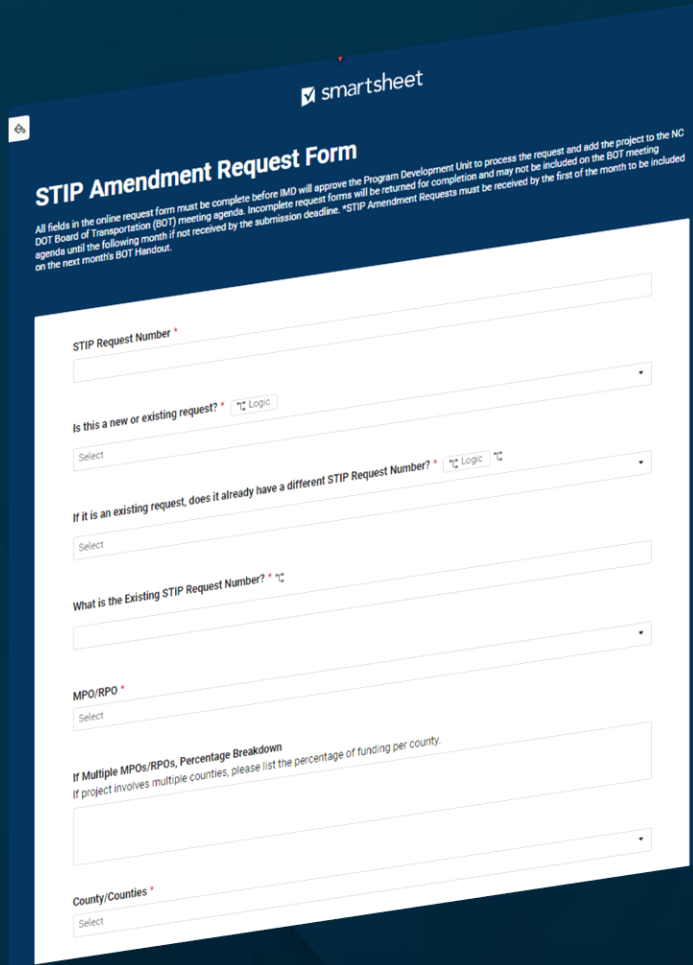 smartsheet
STIP Amendment Request Form
All fields in the online request form must be complete before IMD will approve the Program Development Unit to process the request and add the project to the NC
DOT Board of Transportation (BOT) meeting agenda. Incomplete request forms will be returned for completion and may not be included on the BOT meeting
agenda until the following month if not received by the submission deadline. *STIP Amendment Requests must be received by the first of the month to be included
on the next month's BOT Handout.
STIP Request Number *
Is this a new or existing request? * Logic
Select
If it is an existing request, does it already have a different STIP Request Number? * Logic
Select
What is the Existing STIP Request Number? *
MPO/RPO *
Select
If Multiple MPOs/RPOs, Percentage Breakdown
If project involves multiple counties, please list the percentage of funding per county.
County/Counties *
Select